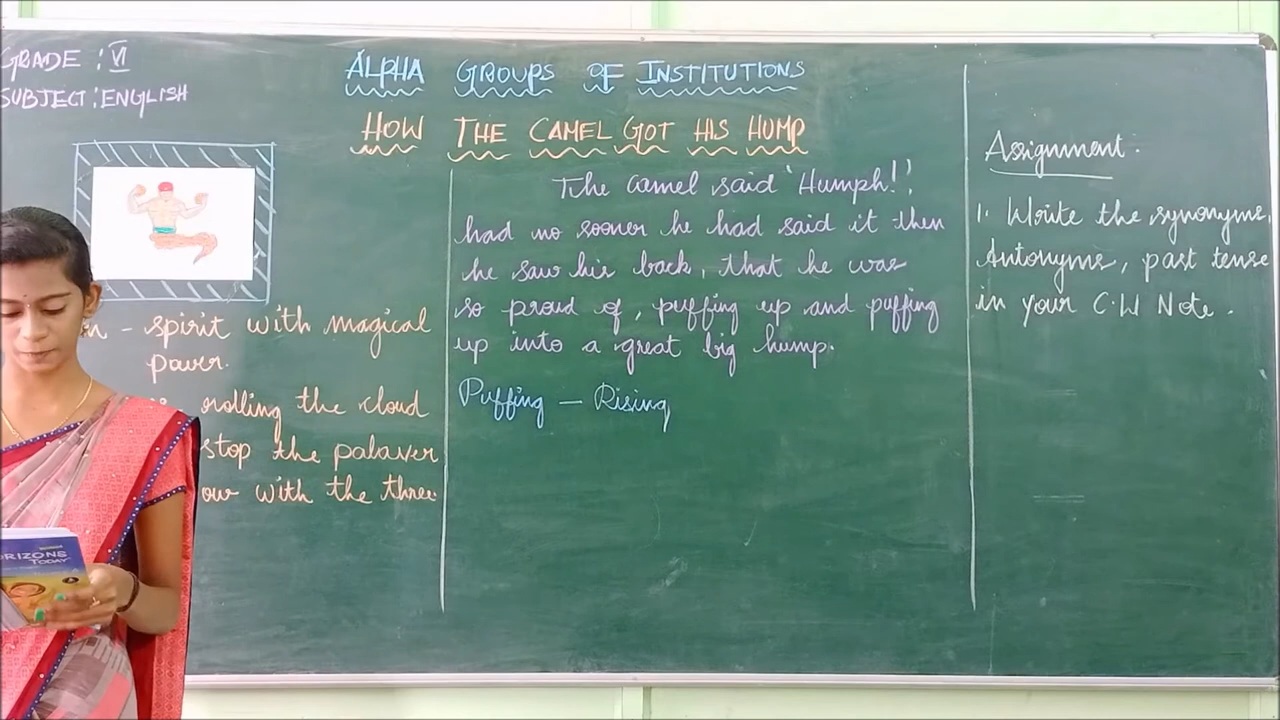 GRADE : VI
SUBJECT : ENGLISH
ALPHA GROUPS OF INSTITUTIONS
HOW THE CAMEL GOT HIS HUMP
- spirit with magical
power.
rolling the cloud
stop the palaver
with the three
The camel said 'Humph!',
had no sooner he had said it then
he saw his back, that he was
so proud of, puffing up and puffing
up into a great big hump.
Puffing – Rising
Assignment :
1. Write the synonyms,
Antonyms, past tense
in your C.W Note.
ORIZONS
TODAY